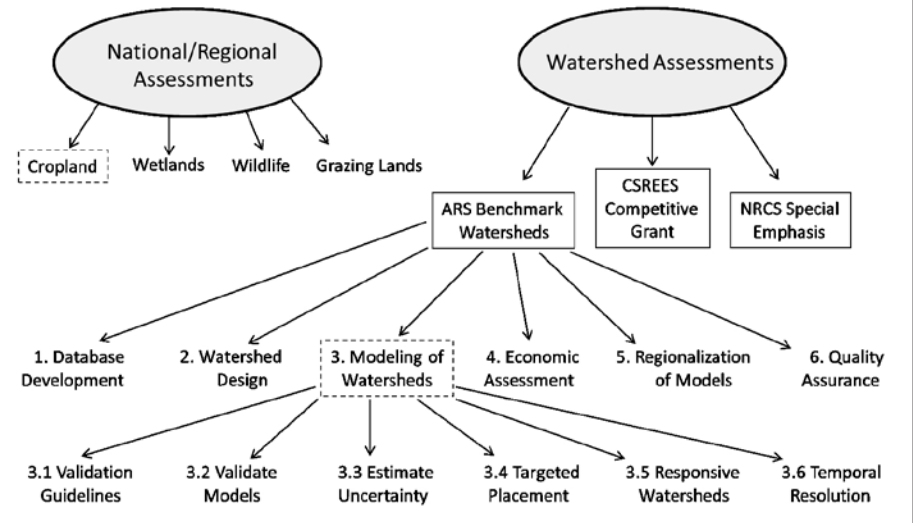 National/Regional
Assessments
Watershed Assessments
Cropland
Wetlands
Wildlife
Grazing Lands
ARS Benchmark
Watersheds
CSREES
Competitive
Grant
NRCS Special
Emphasis
1. Database
Development
2. Watershed
Design
3. Modeling of
Watersheds
4. Economic
Assessment
5. Regionalization
of Models
6. Quality
Assurance
3.1 Validation
Guidelines
3.2 Validate
Models
3.3 Estimate
Uncertainty
3.4 Targeted
Placement
3.5 Responsive
Watersheds
3.6 Temporal
Resolution